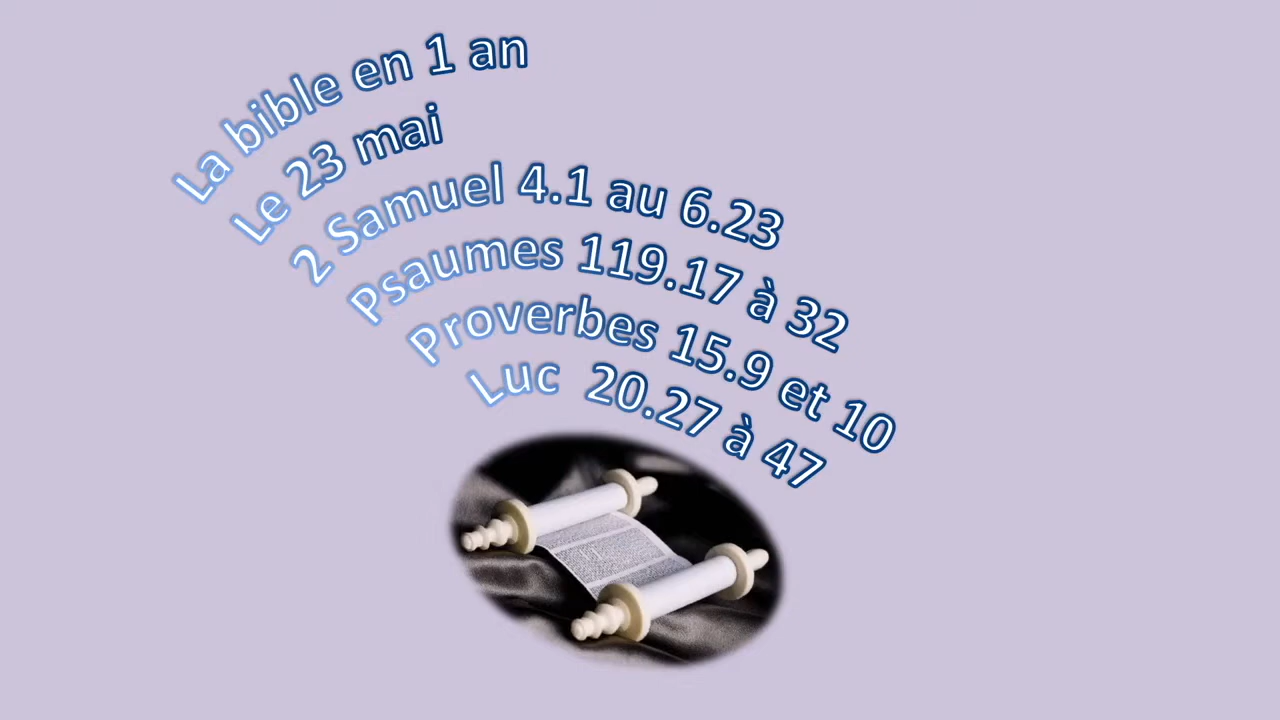 La bible en 1 an
Le 23 mai
2 Samuel 4.1 au 6.23
Psaumes 119.17 à 32
Proverbes 15.9 et 10
Luc 20.27 à 47